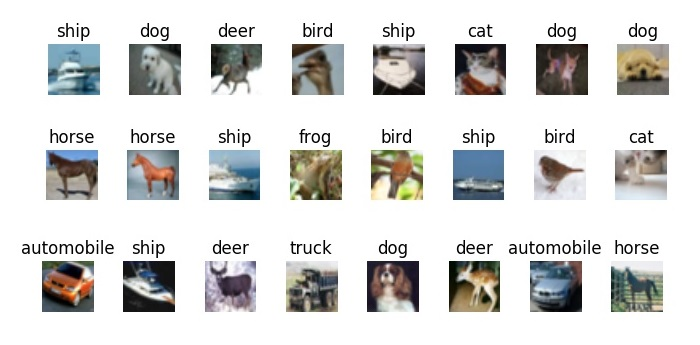 ship dog deer bird ship cat dog dog
horse horse ship frog bird ship bird cat
automobile ship deer truck dog deer automobile horse